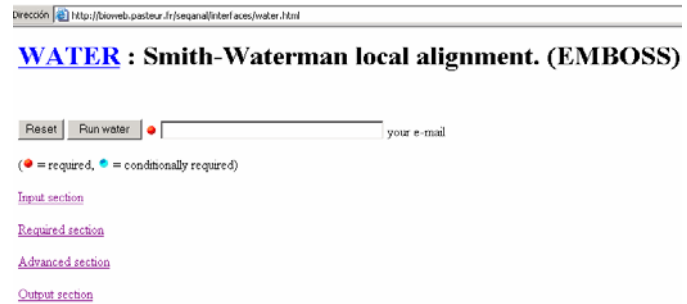 Dirección http://bioweb.pasteur.fr/seqanal/interfaces/water.html
WATER : Smith-Waterman local alignment. (EMBOSS)
Reset Run water your e-mail
( = required, = conditionally required)
Input section
Required section
Advanced section
Output section